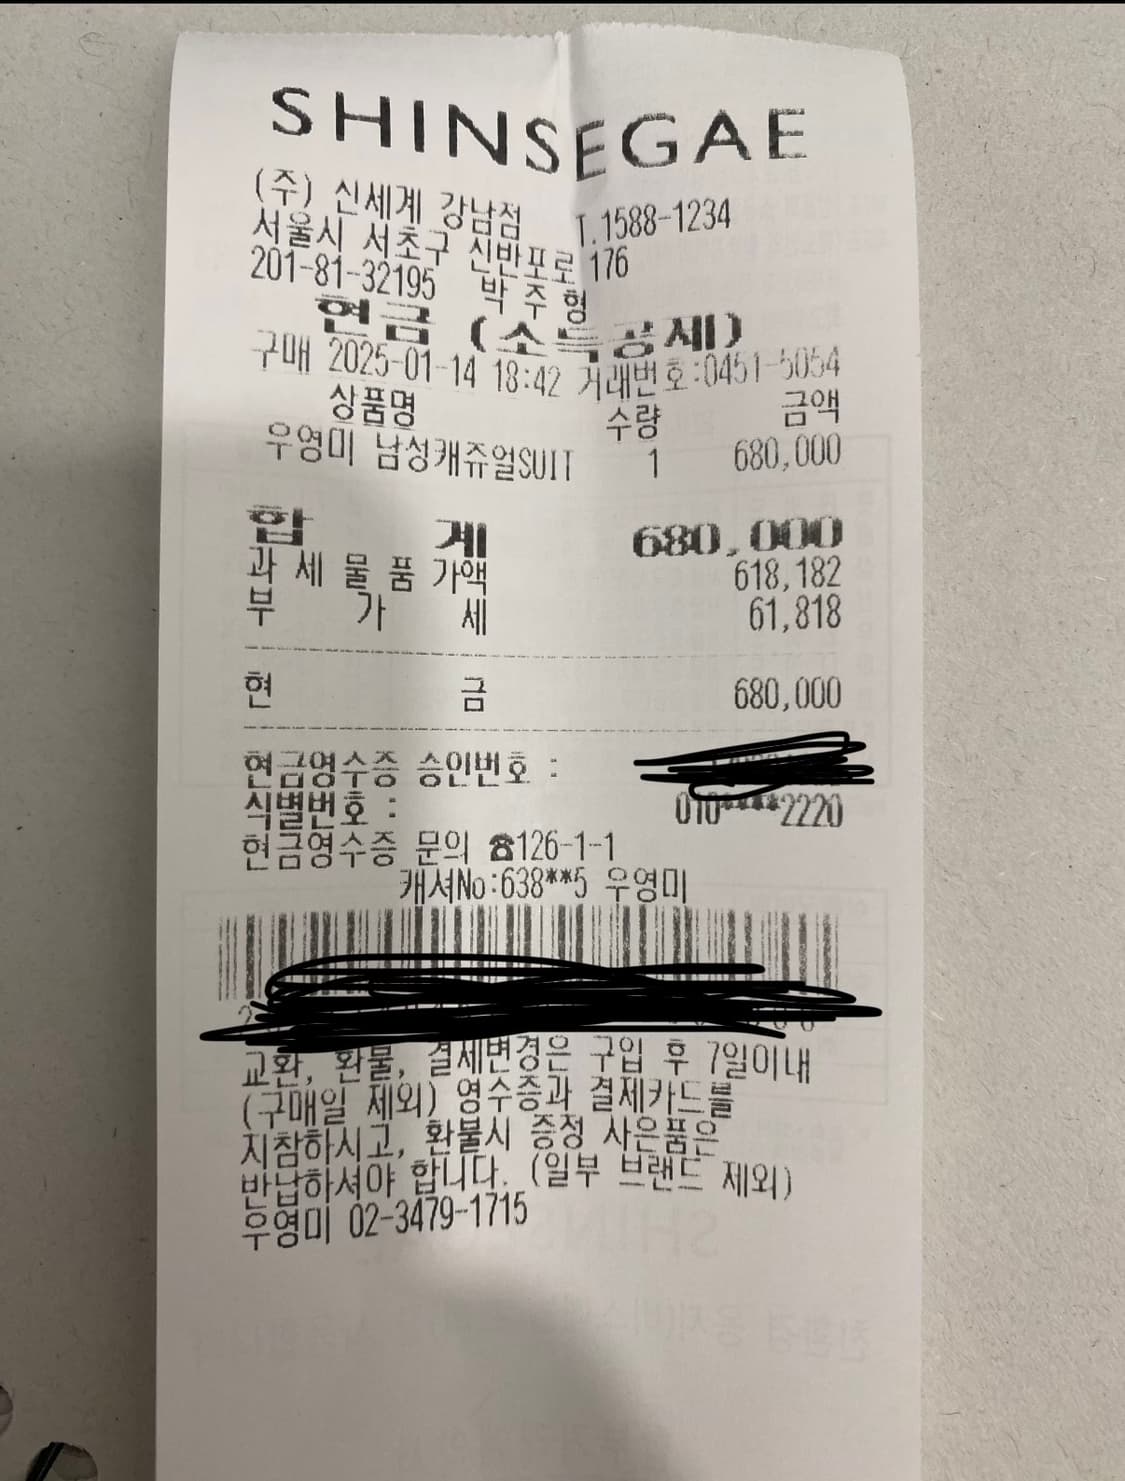 SHINSEGAE
(주) 신세계 강남점 T.1588-1234
서울시 서초구 신반포로 176
201-81-32195 박 주 형
현금 (소득공제)
구매 2025-01-14 18:42 거래번호:0451-5054
상품명 수량 금액
우영미 남성캐쥬얼SUIT 1 680,000
합 계 680,000
과 세 물 품 가액 618,182
부 가 세 61,818
현 금 680,000
현금영수증 승인번호 :
식별번호 : 010****2220
현금영수증 문의 ☎126-1-1
캐셔No:638**5 우영미
교환, 환불, 결제변경은 구입 후 7일이내
(구매일 제외) 영수증과 결제카드를
지참하시고, 환불시 증정 사은품은
반납하셔야 합니다. (일부 브랜드 제외)
우영미 02-3479-1715